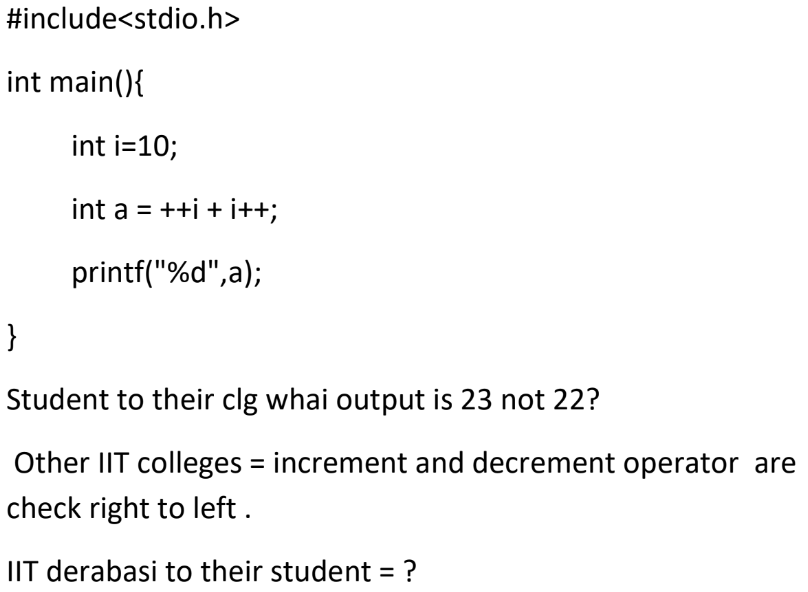 #include<stdio.h>
int main(){
int i=10;
int a = ++i + i++;
printf("%d",a);
}
Student to their clg whai output is 23 not 22?
Other IIT colleges = increment and decrement operator are
check right to left .
IIT derabasi to their student = ?